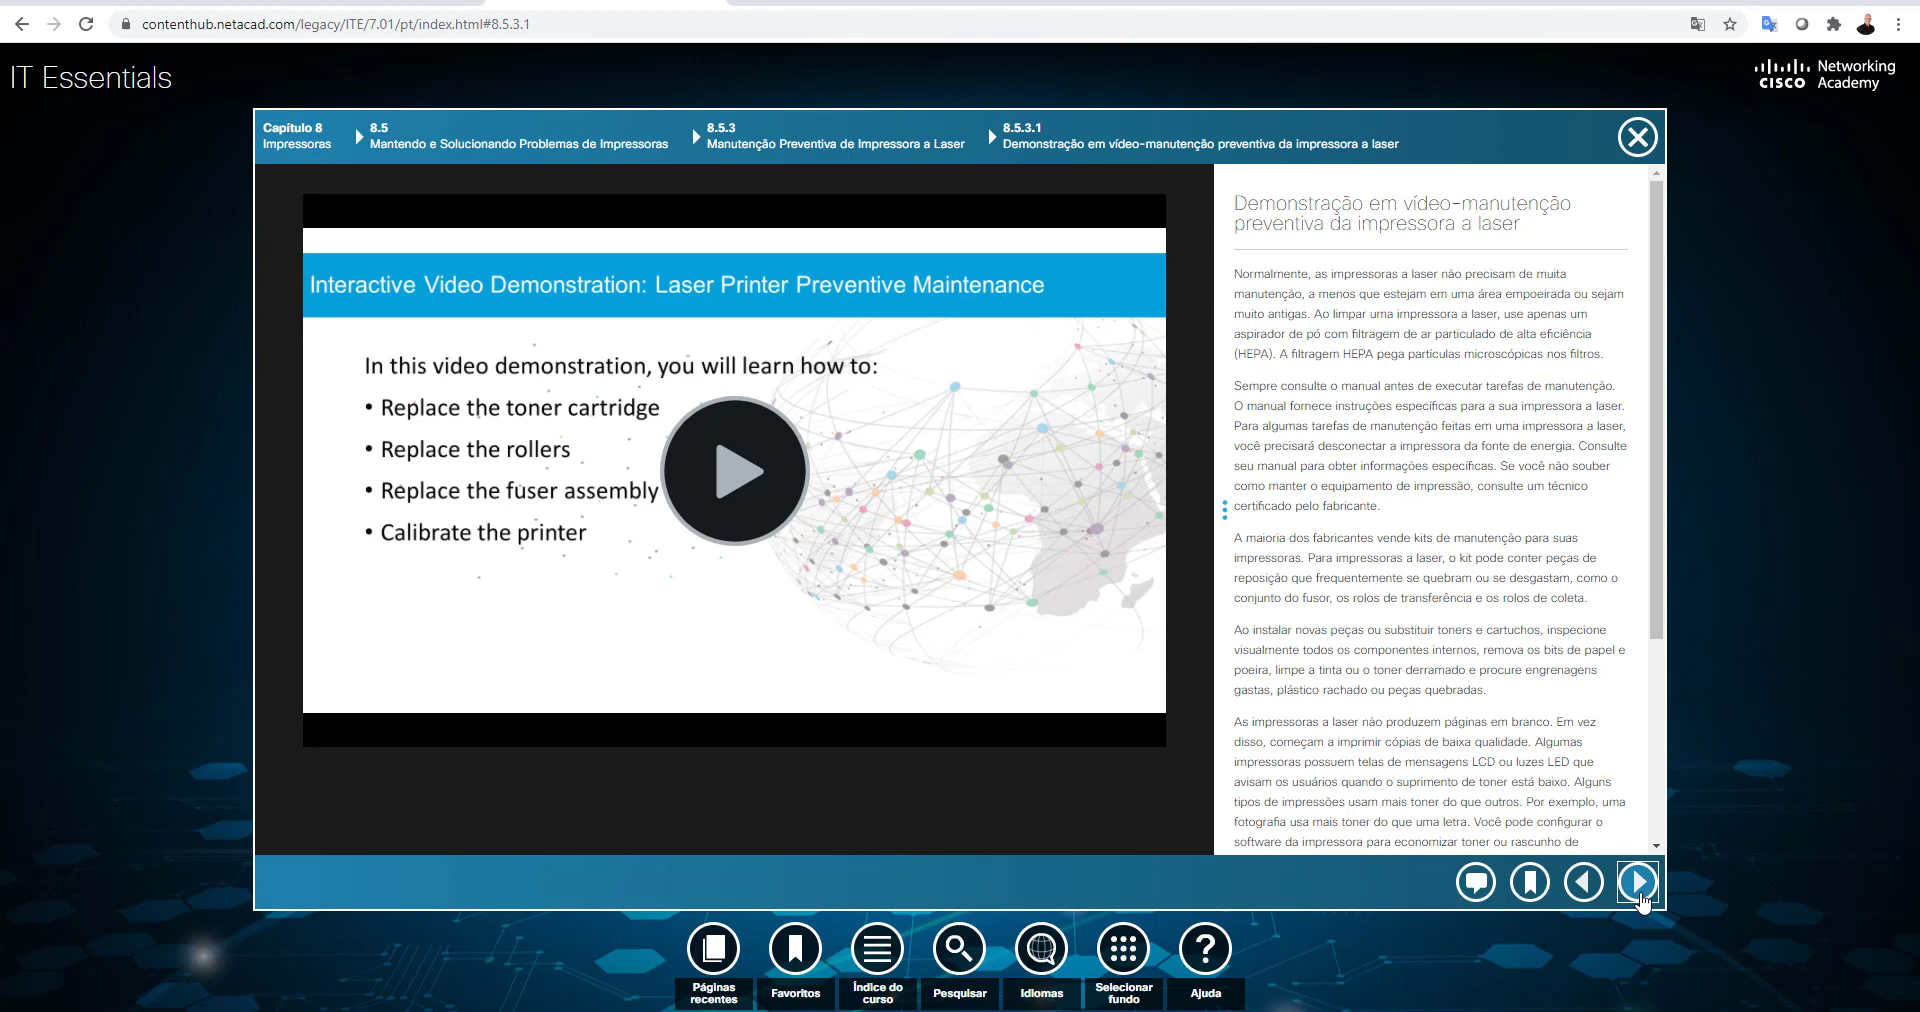 contenthub.netacad.com/legacy/ITE/7.01/pt/index.html#8.5.3.1
IT Essentials
CISCO Networking Academy
Capítulo 8
Impressoras
8.5
Mantendo e Solucionando Problemas de Impressoras
8.5.3
Manutenção Preventiva de Impressora a Laser
8.5.3.1
Demonstração em vídeo-manutenção preventiva da impressora a laser
Interactive Video Demonstration: Laser Printer Preventive Maintenance
In this video demonstration, you will learn how to:
• Replace the toner cartridge
• Replace the rollers
• Replace the fuser assembly
• Calibrate the printer
Demonstração em vídeo-manutenção
preventiva da impressora a laser
Normalmente, as impressoras a laser não precisam de muita
manutenção, a menos que estejam em uma área empoeirada ou sejam
muito antigas. Ao limpar uma impressora a laser, use apenas um
aspirador de pó com filtragem de ar particulado de alta eficiência
(HEPA). A filtragem HEPA pega partículas microscópicas nos filtros.
Sempre consulte o manual antes de executar tarefas de manutenção.
O manual fornece instruções específicas para a sua impressora a laser.
Para algumas tarefas de manutenção feitas em uma impressora a laser,
você precisará desconectar a impressora da fonte de energia. Consulte
seu manual para obter informações específicas. Se você não souber
como manter o equipamento de impressão, consulte um técnico
certificado pelo fabricante.
A maioria dos fabricantes vende kits de manutenção para suas
impressoras. Para impressoras a laser, o kit pode conter peças de
reposição que frequentemente se quebram ou se desgastam, como o
conjunto do fusor, os rolos de transferência e os rolos de coleta.
Ao instalar novas peças ou substituir toners e cartuchos, inspecione
visualmente todos os componentes internos, remova os bits de papel e
poeira, limpe a tinta ou o toner derramado e procure engrenagens
gastas, plástico rachado ou peças quebradas.
As impressoras a laser não produzem páginas em branco. Em vez
disso, começam a imprimir cópias de baixa qualidade. Algumas
impressoras possuem telas de mensagens LCD ou luzes LED que
avisam os usuários quando o suprimento de toner está baixo. Alguns
tipos de impressões usam mais toner do que outros. Por exemplo, uma
fotografia usa mais toner do que uma letra. Você pode configurar o
software da impressora para economizar toner ou rascunho de
Páginas
recentes
Favoritos
Índice do
curso
Pesquisar
Idiomas
Selecionar
fundo
Ajuda